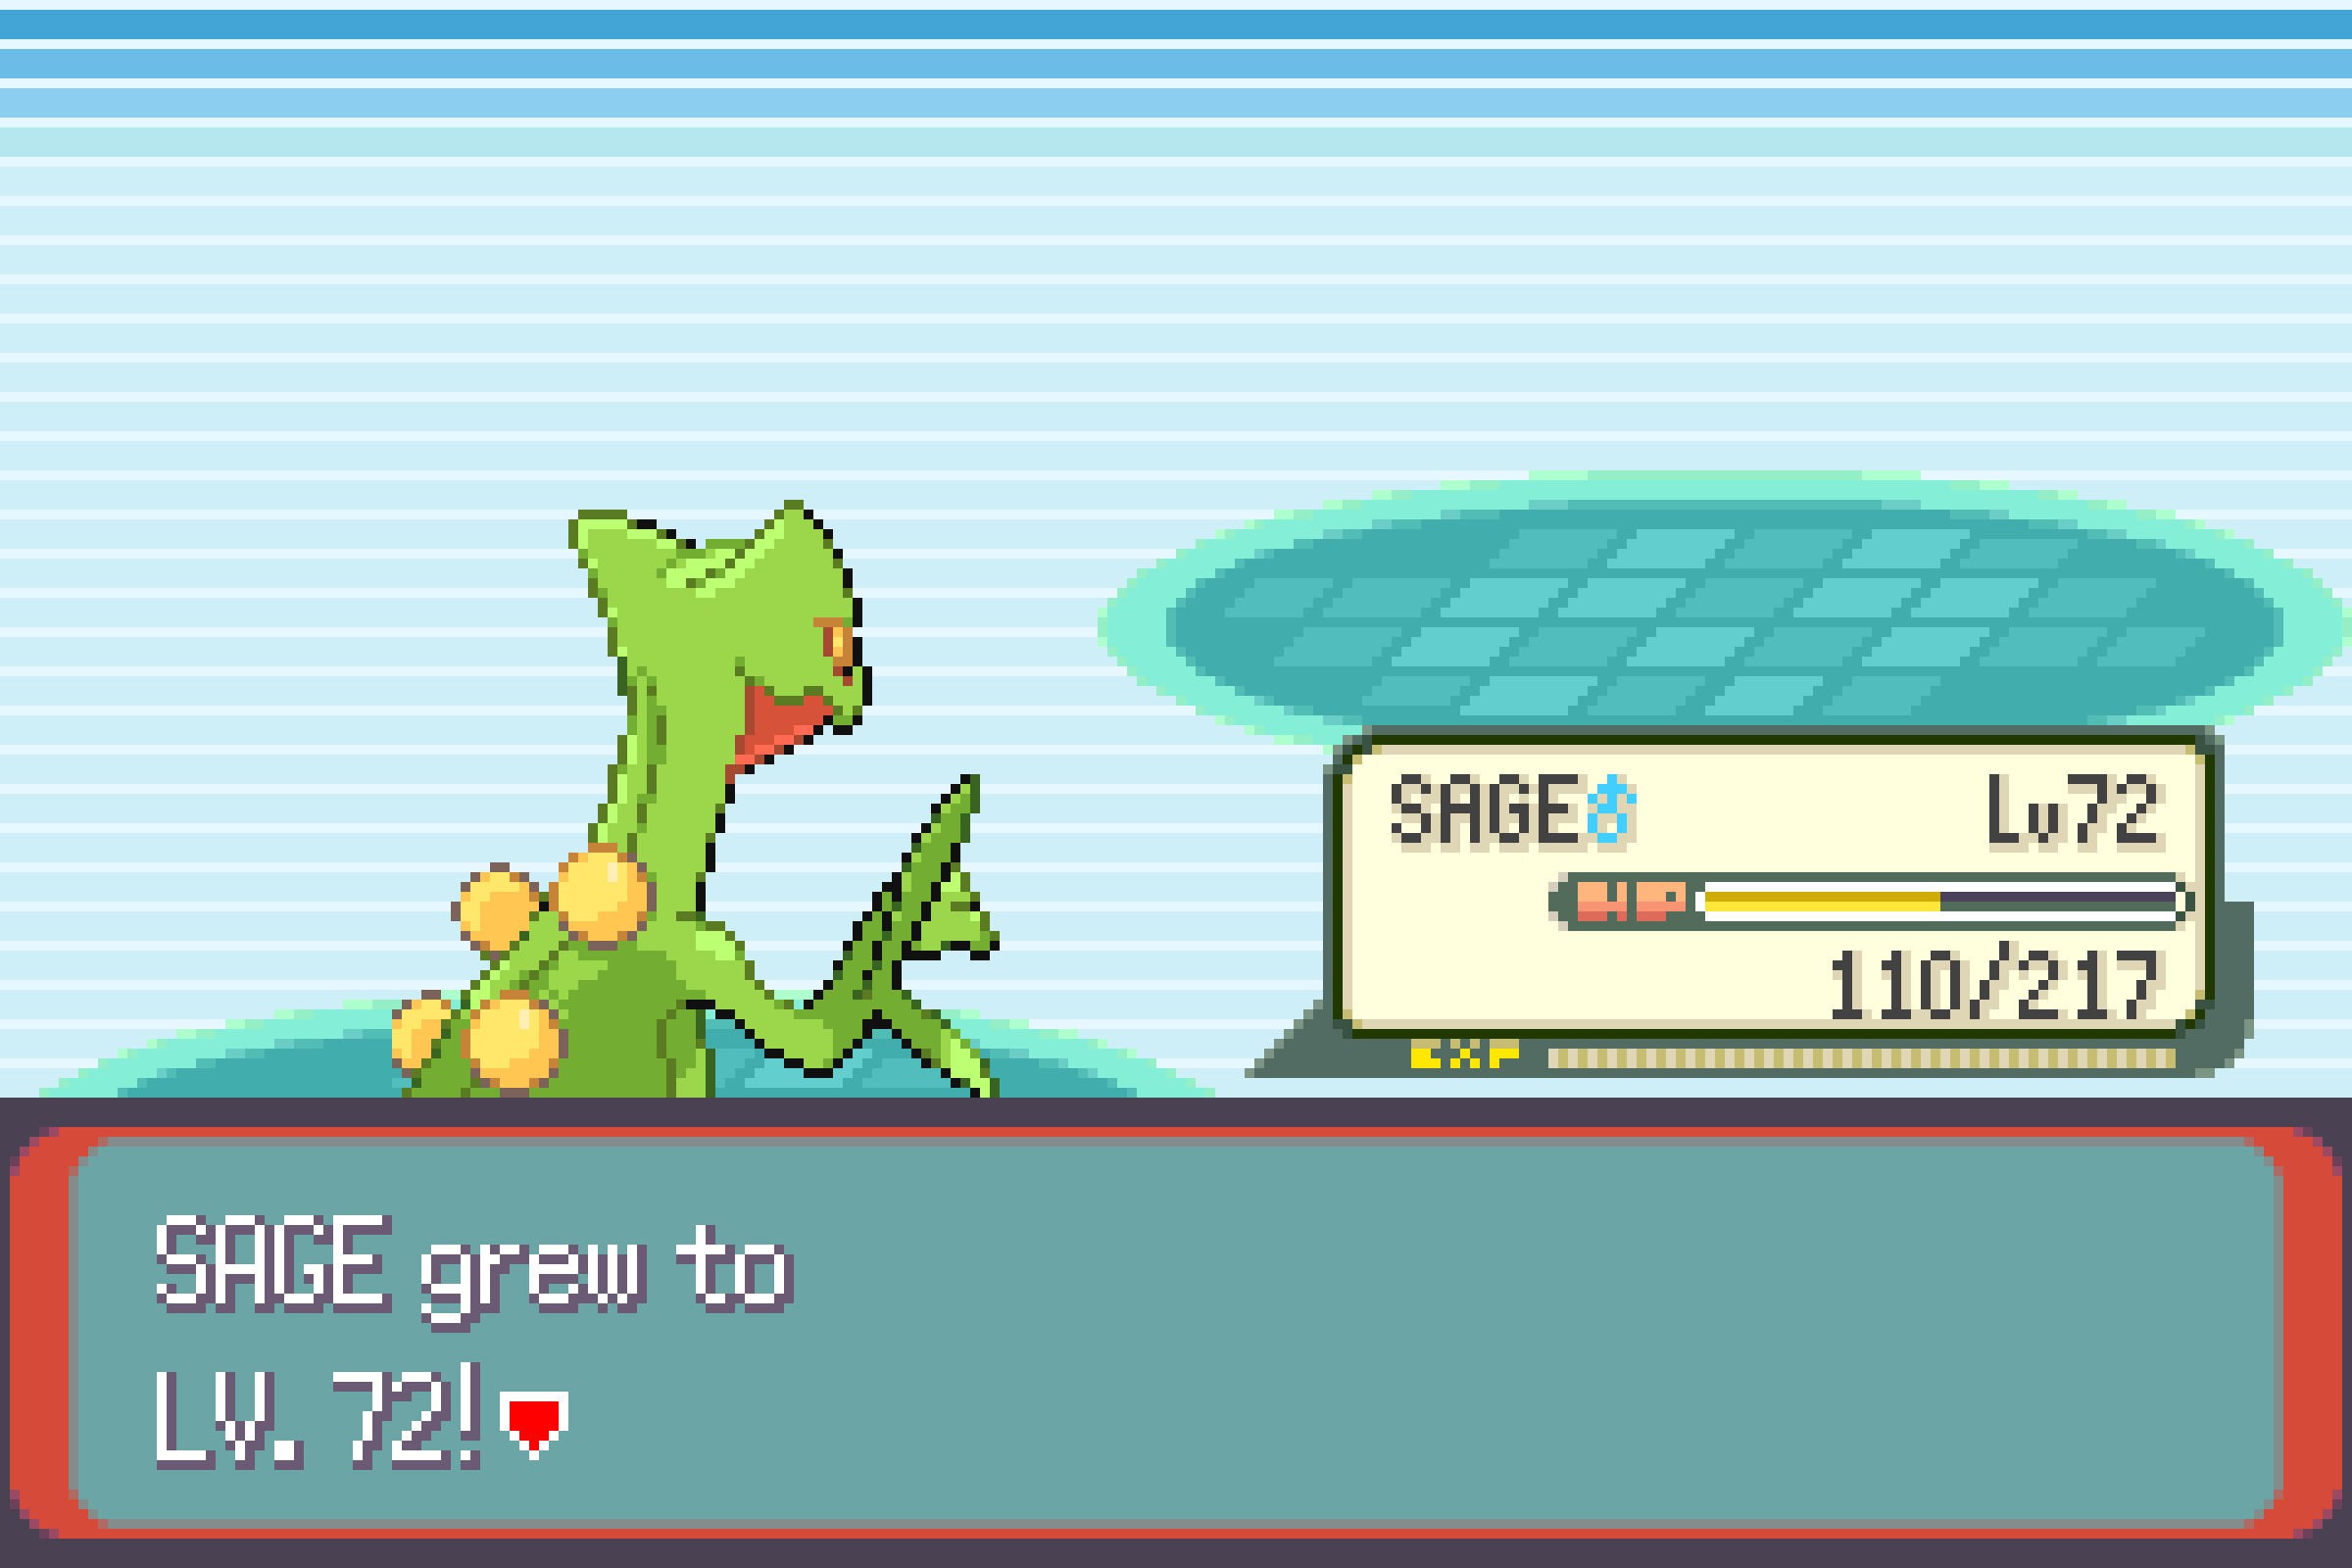 SAGE♂ Lv72
HP
110/217
EXP
SAGE grew to
LV. 72!